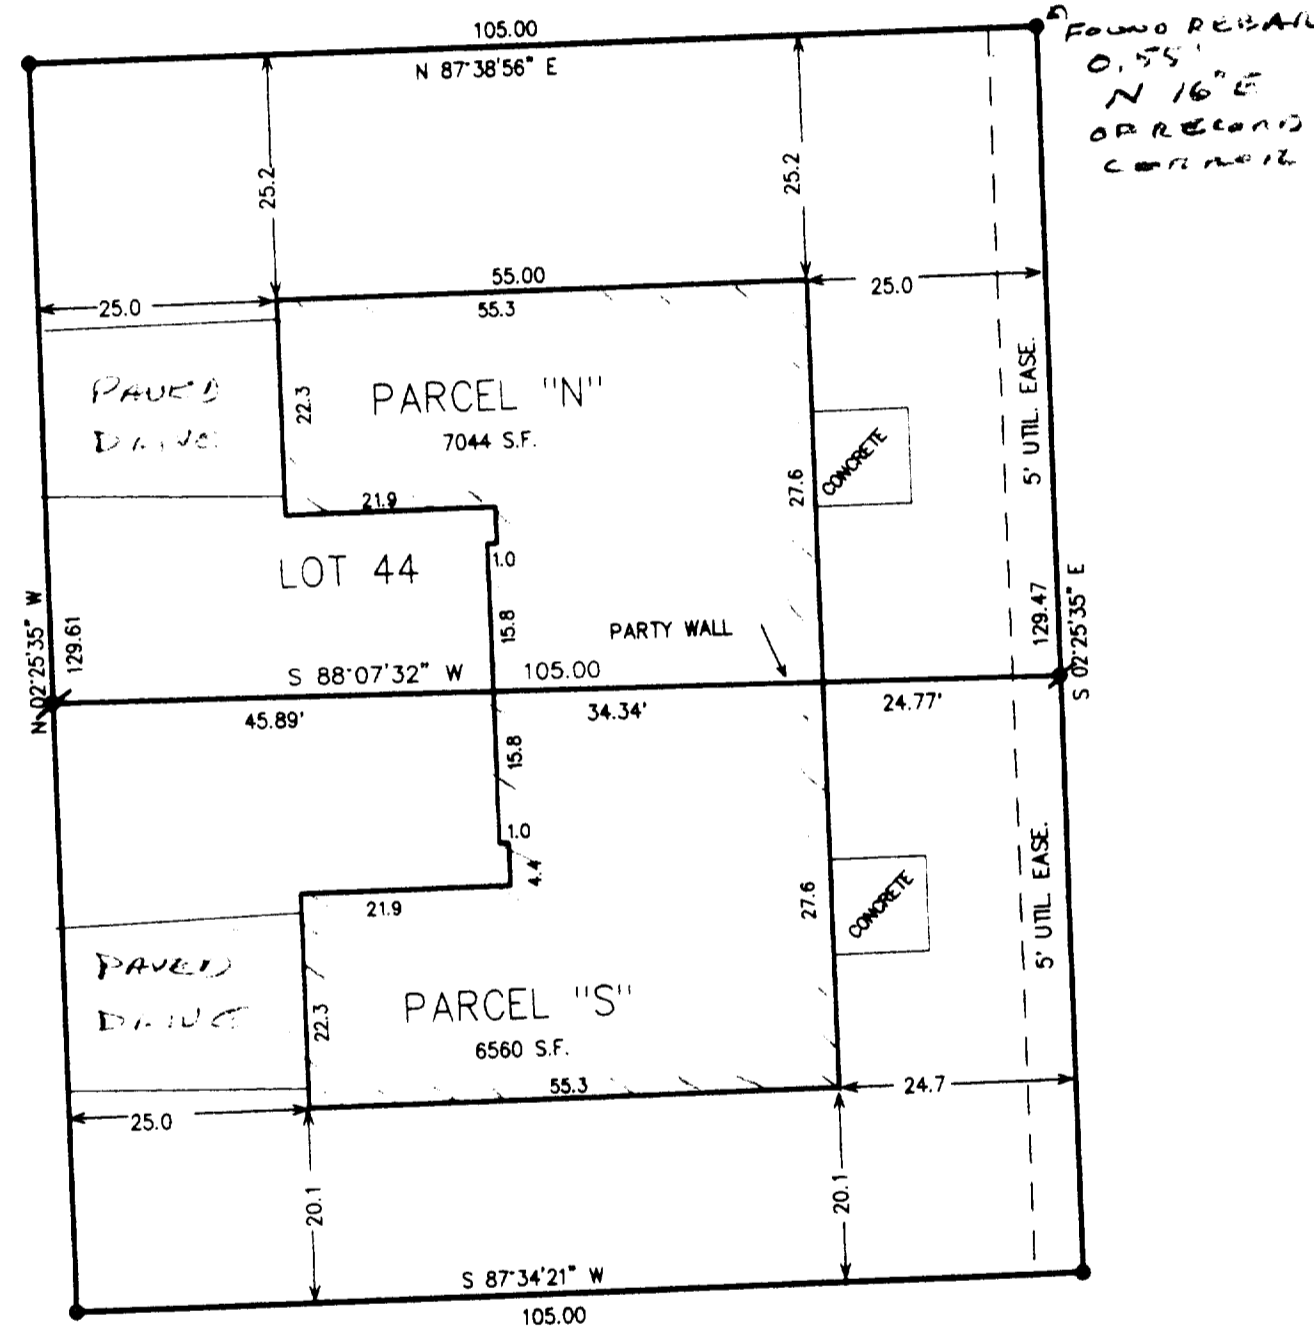 105.00
N 87°38'56" E
FOUND REBAR
0.55'
N 16° E
OF RECORD
CORNER
25.2
25.2
55.00
55.3
25.0
25.0
PAVED
DRIVE
22.3
PARCEL "N"
7044 S.F.
27.6
CONCRETE
5' UTIL. EASE.
21.9
LOT 44
1.0
15.8
PARTY WALL
N 02°25'35" W
129.61
129.47
S 02°25'35" E
S 88°07'32" W
105.00
45.89'
34.34'
24.77'
15.8
1.0
4.4
21.9
27.6
CONCRETE
5' UTIL. EASE.
PAVED
DRIVE
22.3
PARCEL "S"
6560 S.F.
55.3
24.7
25.0
20.1
20.1
S 87°34'21" W
105.00